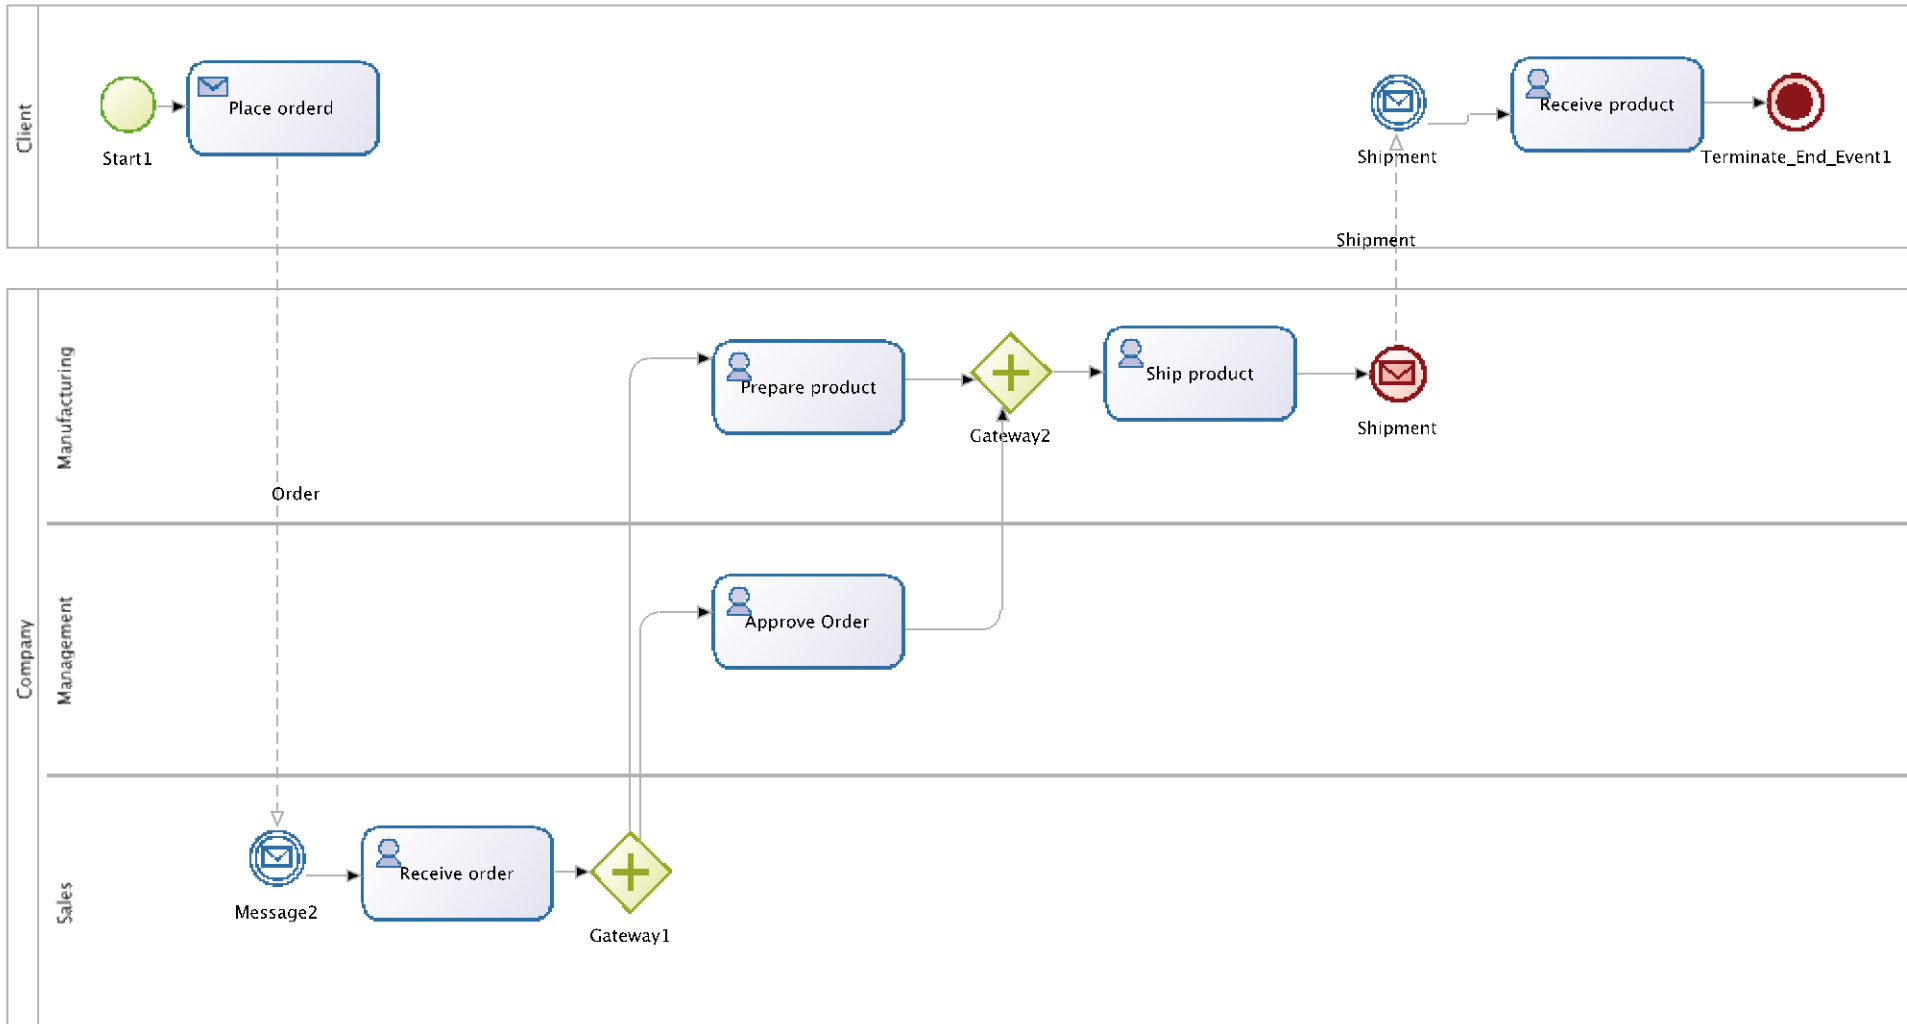 Client
Place orderd
Start1
Shipment
Receive product
Terminate_End_Event1
Shipment
Company
Manufacturing
Prepare product
Gateway2
Ship product
Shipment
Order
Management
Approve Order
Sales
Message2
Receive order
Gateway1